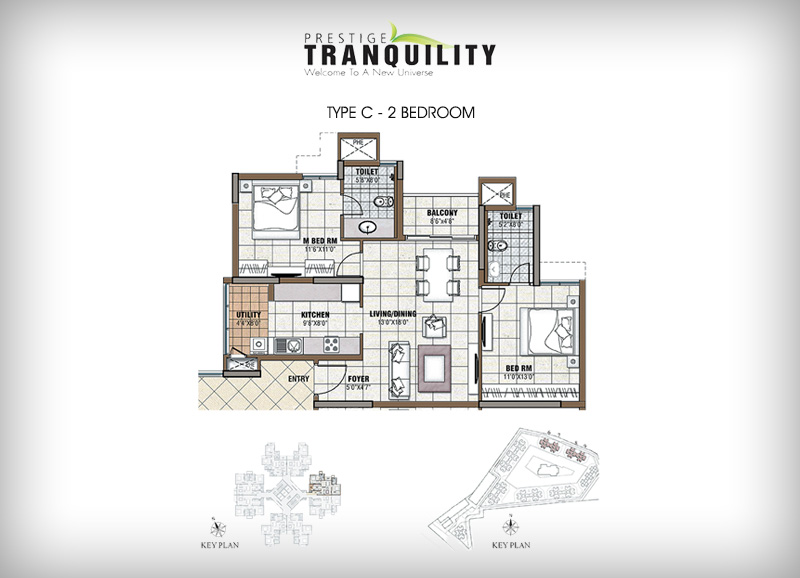 PRESTIGE
TRANQUILITY
Welcome To A New Universe
TYPE C - 2 BEDROOM
PHE
TOILET
5'8"X8'0"
PHE
BALCONY
8'6"x4'8"
TOILET
5'2"X8'0"
M BED RM
11'6"X11'0"
UTILITY
4'4"X8'0"
KITCHEN
9'8"X8'0"
LIVING/DINING
13'0"X18'0"
BED RM
11'0"X13'0"
ENTRY
FOYER
5'0"X4'7"
KEY PLAN
KEY PLAN